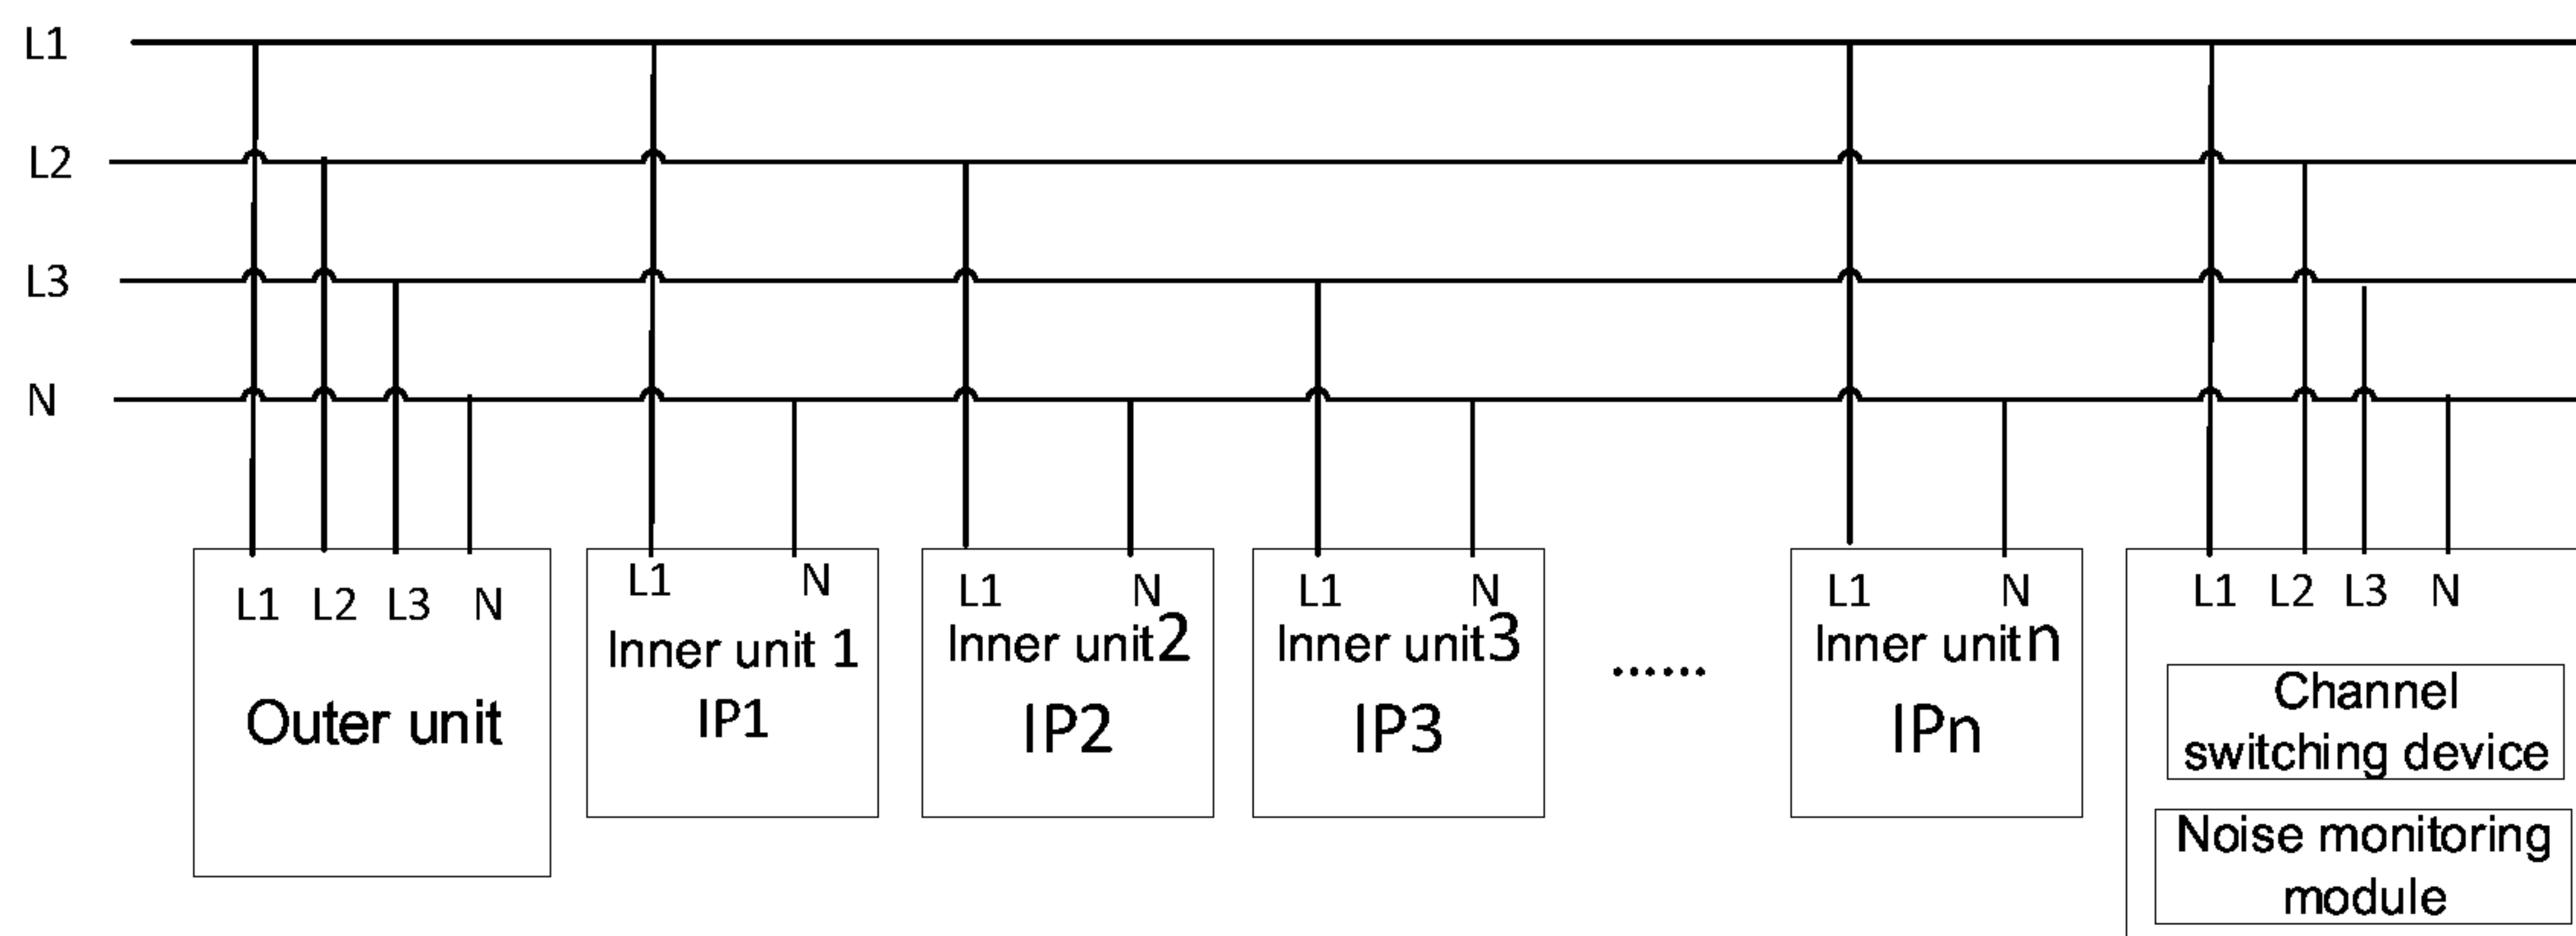 L1
L2
L3
N
L1 L2 L3 N
Outer unit
L1 N
Inner unit 1
IP1
L1 N
Inner unit2
IP2
L1 N
Inner unit3
IP3
......
L1 N
Inner unitn
IPn
L1 L2 L3 N
Channel
switching device
Noise monitoring
module